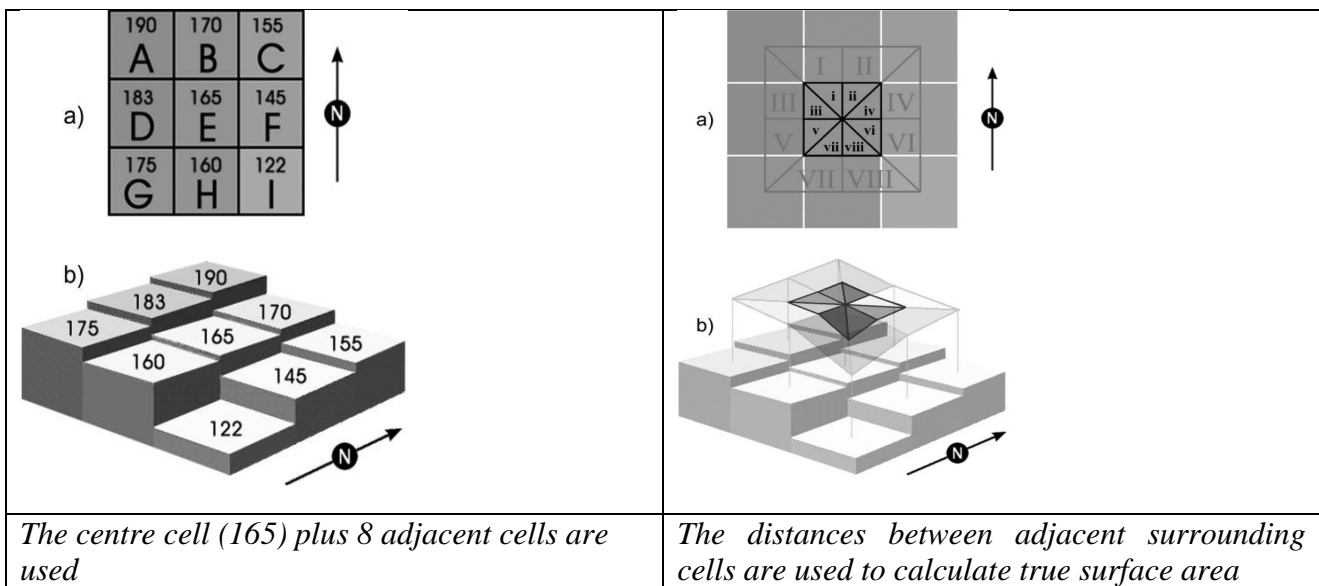 190 170 155
A B C
a)
183 165 145
D E F
N
175 160 122
G H I
b)
190
183
170
175
165
155
160
145
122
N
The centre cell (165) plus 8 adjacent cells are
used
I II
a)
III i ii IV
iii iv
N
V v vi VI
vii viii
VII VIII
b)
N
The distances between adjacent surrounding
cells are used to calculate true surface area